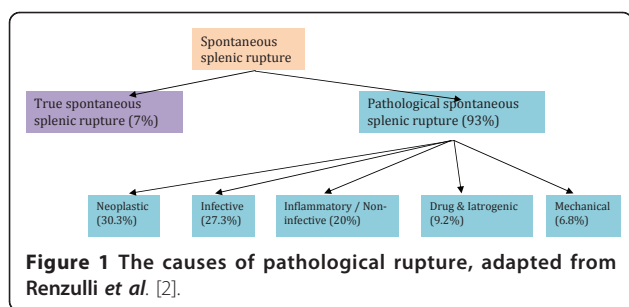 Spontaneous
splenic rupture
True spontaneous
splenic rupture (7%)
Pathological spontaneous
splenic rupture (93%)
Neoplastic
(30.3%)
Infective
(27.3%)
Inflammatory / Non-
infective (20%)
Drug & Iatrogenic
(9.2%)
Mechanical
(6.8%)
Figure 1 The causes of pathological rupture, adapted from
Renzulli et al. [2].